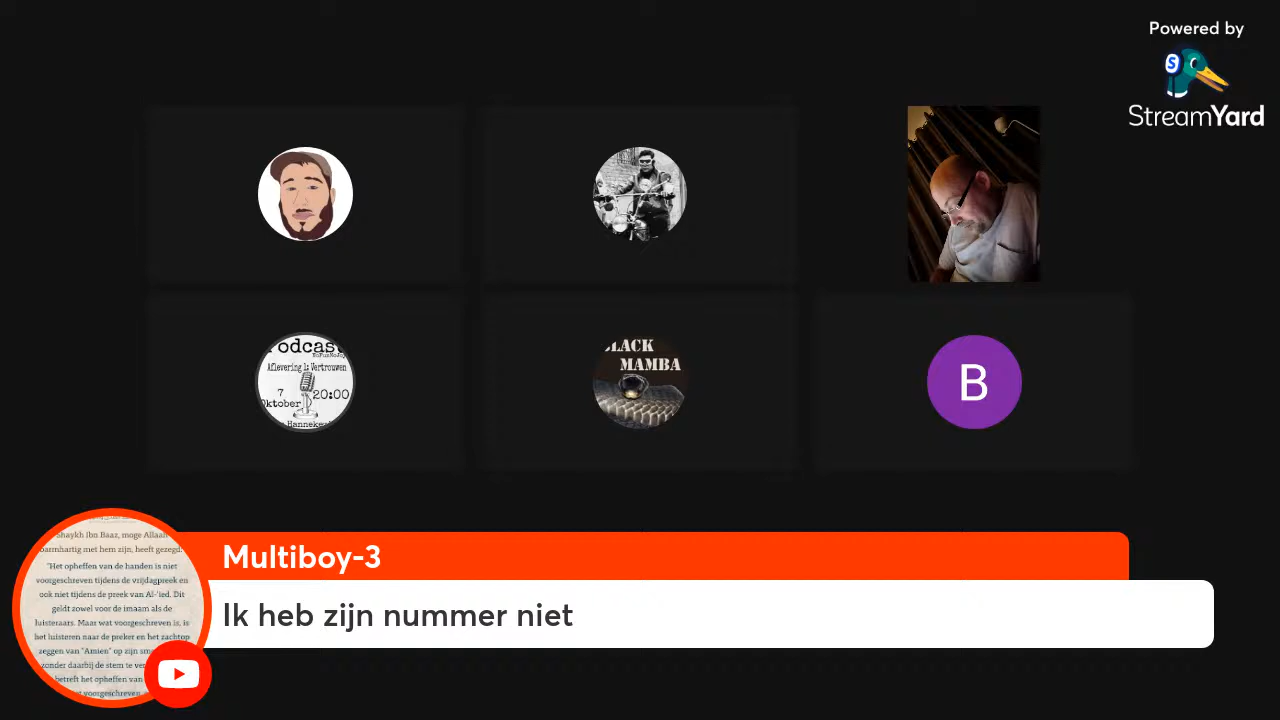 Powered by
S
StreamYard
Podcast
Aflevering 1: Vertrouwen
7
20:00
Oktober
BLACK
MAMBA
B
Multiboy-3
Ik heb zijn nummer niet
Shaykh ibn Baaz, moge Allaah
barmhartig met hem zijn, heeft gezegd:
"Het opheffen van de handen is niet
voorgeschreven tijdens de vrijdagpreek en
ook niet tijdens de preek van Al-'ied. Dit
geldt zowel voor de imaam als de
luisteraars. Maar wat voorgeschreven is, is
het luisteren naar de preker en het zachtop
zeggen van "Amien" op zijn
zonder daarbij de stem te
betreft het opheffen van
voorgeschreven